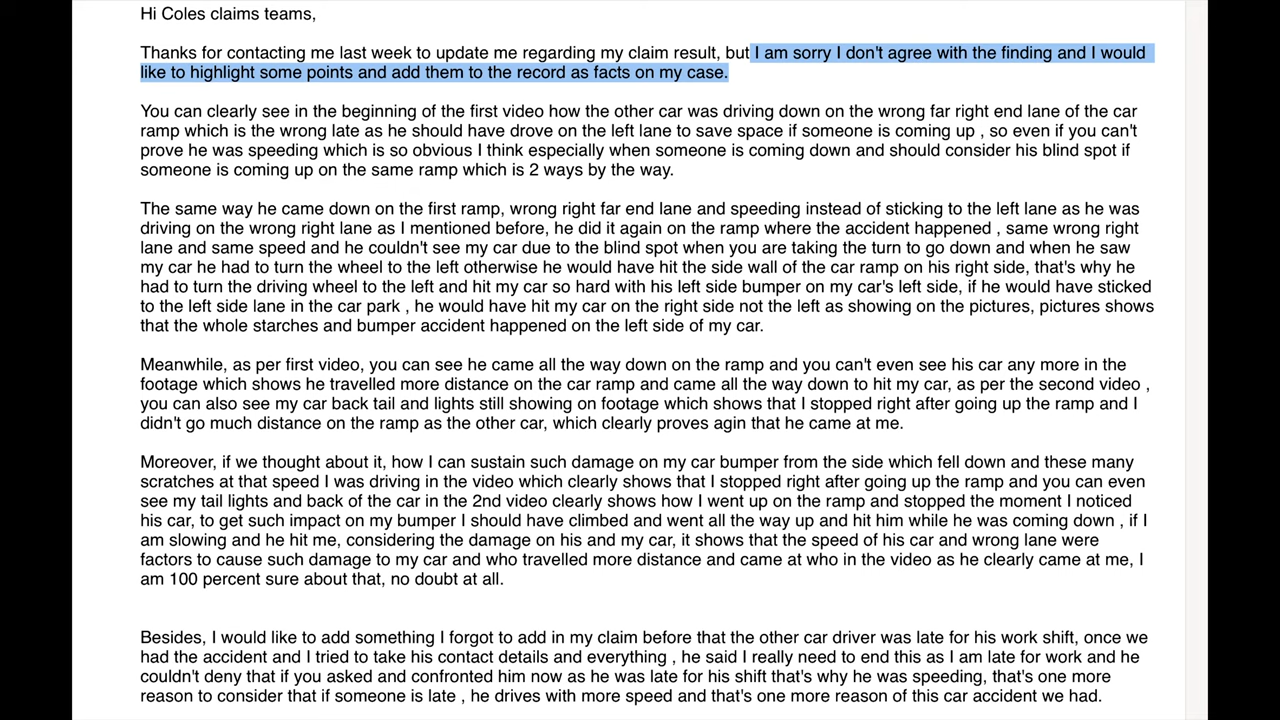 Hi Coles claims teams,
Thanks for contacting me last week to update me regarding my claim result, but I am sorry I don't agree with the finding and I would
like to highlight some points and add them to the record as facts on my case.
You can clearly see in the beginning of the first video how the other car was driving down on the wrong far right end lane of the car
ramp which is the wrong late as he should have drove on the left lane to save space if someone is coming up , so even if you can't
prove he was speeding which is so obvious I think especially when someone is coming down and should consider his blind spot if
someone is coming up on the same ramp which is 2 ways by the way.
The same way he came down on the first ramp, wrong right far end lane and speeding instead of sticking to the left lane as he was
driving on the wrong right lane as I mentioned before, he did it again on the ramp where the accident happened , same wrong right
lane and same speed and he couldn't see my car due to the blind spot when you are taking the turn to go down and when he saw
my car he had to turn the wheel to the left otherwise he would have hit the side wall of the car ramp on his right side, that's why he
had to turn the driving wheel to the left and hit my car so hard with his left side bumper on my car's left side, if he would have sticked
to the left side lane in the car park , he would have hit my car on the right side not the left as showing on the pictures, pictures shows
that the whole starches and bumper accident happened on the left side of my car.
Meanwhile, as per first video, you can see he came all the way down on the ramp and you can't even see his car any more in the
footage which shows he travelled more distance on the car ramp and came all the way down to hit my car, as per the second video ,
you can also see my car back tail and lights still showing on footage which shows that I stopped right after going up the ramp and I
didn't go much distance on the ramp as the other car, which clearly proves agin that he came at me.
Moreover, if we thought about it, how I can sustain such damage on my car bumper from the side which fell down and these many
scratches at that speed I was driving in the video which clearly shows that I stopped right after going up the ramp and you can even
see my tail lights and back of the car in the 2nd video clearly shows how I went up on the ramp and stopped the moment I noticed
his car, to get such impact on my bumper I should have climbed and went all the way up and hit him while he was coming down , if I
am slowing and he hit me, considering the damage on his and my car, it shows that the speed of his car and wrong lane were
factors to cause such damage to my car and who travelled more distance and came at who in the video as he clearly came at me, I
am 100 percent sure about that, no doubt at all.
Besides, I would like to add something I forgot to add in my claim before that the other car driver was late for his work shift, once we
had the accident and I tried to take his contact details and everything , he said I really need to end this as I am late for work and he
couldn't deny that if you asked and confronted him now as he was late for his shift that's why he was speeding, that's one more
reason to consider that if someone is late , he drives with more speed and that's one more reason of this car accident we had.